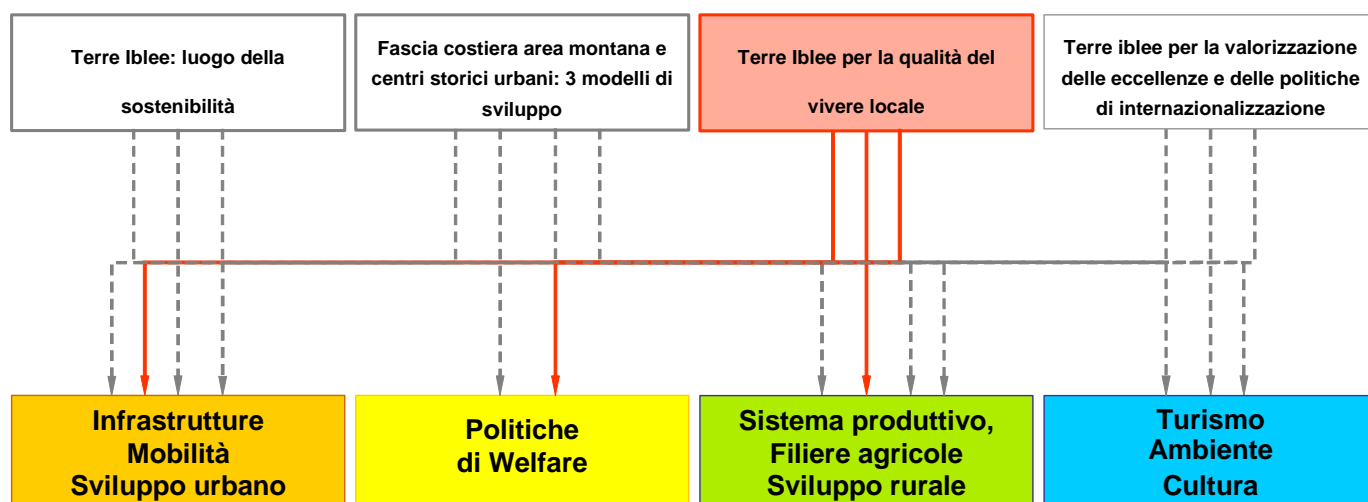 Terre Iblee: luogo della
sostenibilità
Fascia costiera area montana e
centri storici urbani: 3 modelli di
sviluppo
Terre Iblee per la qualità del
vivere locale
Terre iblee per la valorizzazione
delle eccellenze e delle politiche
di internazionalizzazione
Infrastrutture
Mobilità
Sviluppo urbano
Politiche
di Welfare
Sistema produttivo,
Filiere agricole
Sviluppo rurale
Turismo
Ambiente
Cultura